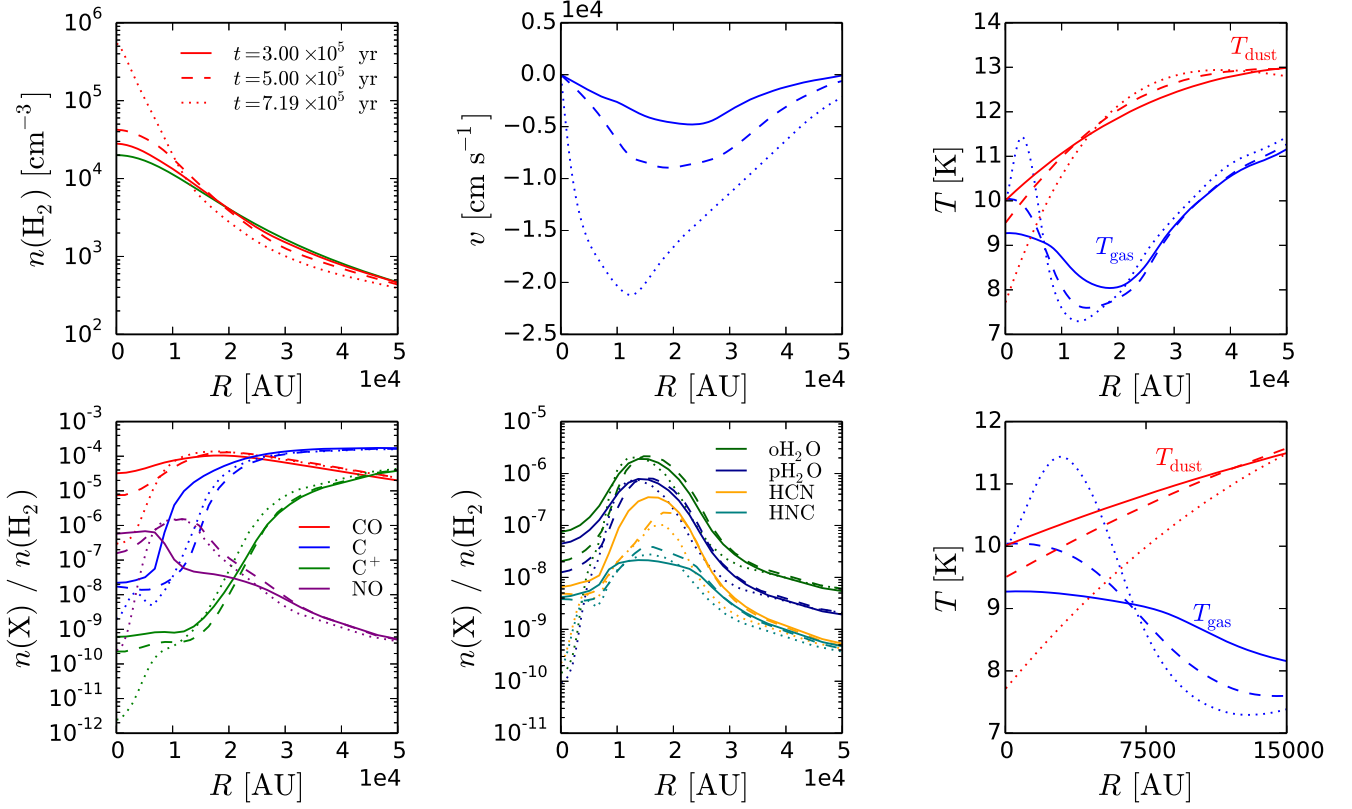 10^6
10^5
10^4
10^3
10^2
n(H_2) [cm^{-3}]
t=3.00 ×10^5 yr
t=5.00 ×10^5 yr
t=7.19 ×10^5 yr
0 1 2 3 4 5
1e4
R [AU]
1e4
0.5
0.0
−0.5
−1.0
−1.5
−2.0
−2.5
v [cm s^{−1}]
0 1 2 3 4 5
1e4
R [AU]
14
13
12
11
10
9
8
7
T [K]
T_dust
T_gas
0 1 2 3 4 5
1e4
R [AU]
10^-3
10^-4
10^-5
10^-6
10^-7
10^-8
10^-9
10^-10
10^-11
10^-12
n(X) / n(H_2)
CO
C
C^+
NO
0 1 2 3 4 5
1e4
R [AU]
10^-5
10^-6
10^-7
10^-8
10^-9
10^-10
10^-11
n(X) / n(H_2)
oH_2O
pH_2O
HCN
HNC
0 1 2 3 4 5
1e4
R [AU]
12
11
10
9
8
7
T [K]
T_dust
T_gas
0 7500 15000
R [AU]